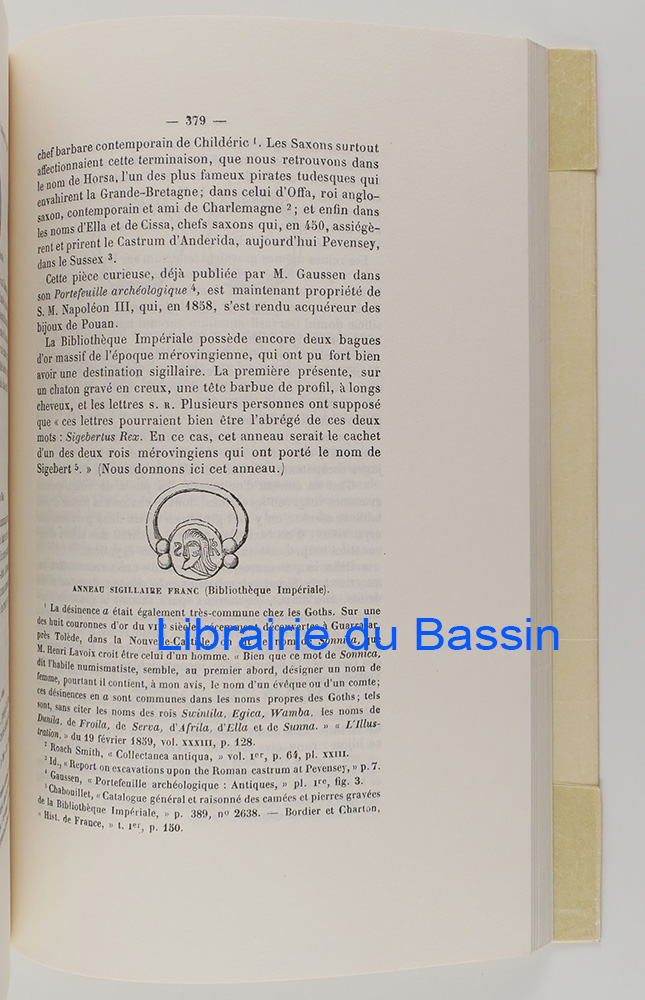 — 379 —
chef barbare contemporain de Childéric ¹. Les Saxons surtout
affectionnaient cette terminaison, que nous retrouvons dans
le nom de Horsa, l'un des plus fameux pirates tudesques qui
envahirent la Grande-Bretagne; dans celui d'Offa, roi anglo-
saxon, contemporain et ami de Charlemagne ²; et enfin dans
les noms d'Ella et de Cissa, chefs saxons qui, en 450, assiégè-
rent et prirent le Castrum d'Anderida, aujourd'hui Pevensey,
dans le Sussex ³.
Cette pièce curieuse, déjà publiée par M. Gaussen dans
son Portefeuille archéologique ⁴, est maintenant propriété de
S. M. Napoléon III, qui, en 1858, s'est rendu acquéreur des
bijoux de Pouan.
La Bibliothèque Impériale possède encore deux bagues
d'or massif de l'époque mérovingienne, qui ont pu fort bien
avoir une destination sigillaire. La première présente, sur
un chaton gravé en creux, une tête barbue de profil, à longs
cheveux, et les lettres S. R. Plusieurs personnes ont supposé
que « ces lettres pourraient bien être l'abrégé de ces deux
mots : Sigebertus Rex. En ce cas, cet anneau serait le cachet
d'un des deux rois mérovingiens qui ont porté le nom de
Sigebert ⁵. » (Nous donnons ici cet anneau.)
S R
ANNEAU SIGILLAIRE FRANC (Bibliothèque Impériale).
¹ La désinence a était également très-commune chez les Goths. Sur une
des huit couronnes d'or du VIIᵉ siècle, récemment découvertes à Guarrazar,
près Tolède, dans la Nouvelle-Castille, on lit le nom de Sonnica, que
M. Henri Lavoix croit être celui d'un homme. « Bien que ce mot de Sonnica,
dit l'habile numismatiste, semble, au premier abord, désigner un nom de
femme, pourtant il contient, à mon avis, le nom d'un évêque ou d'un comte;
ces désinences en a sont communes dans les noms propres des Goths; tels
sont, sans citer les noms des rois Swintila, Egica, Wamba, les noms de
Danila, de Froila, de Serva, d'Afrila, d'Ella et de Sunna. » « L'Illus-
tration, » du 19 février 1859, vol. XXXIII, p. 128.
² Roach Smith, « Collectanea antiqua, » vol. Iᵉʳ, p. 64, pl. XXIII.
³ Id., « Report on excavations upon the Roman castrum at Pevensey, » p. 7.
⁴ Gaussen, « Portefeuille archéologique : Antiques, » pl. Iʳᵉ, fig. 3.
⁵ Chabouillet, « Catalogue général et raisonné des camées et pierres gravées
de la Bibliothèque Impériale, » p. 389, nº 2638. — Bordier et Charton,
« Hist. de France, » t. Iᵉʳ, p. 150.
Librairie du Bassin